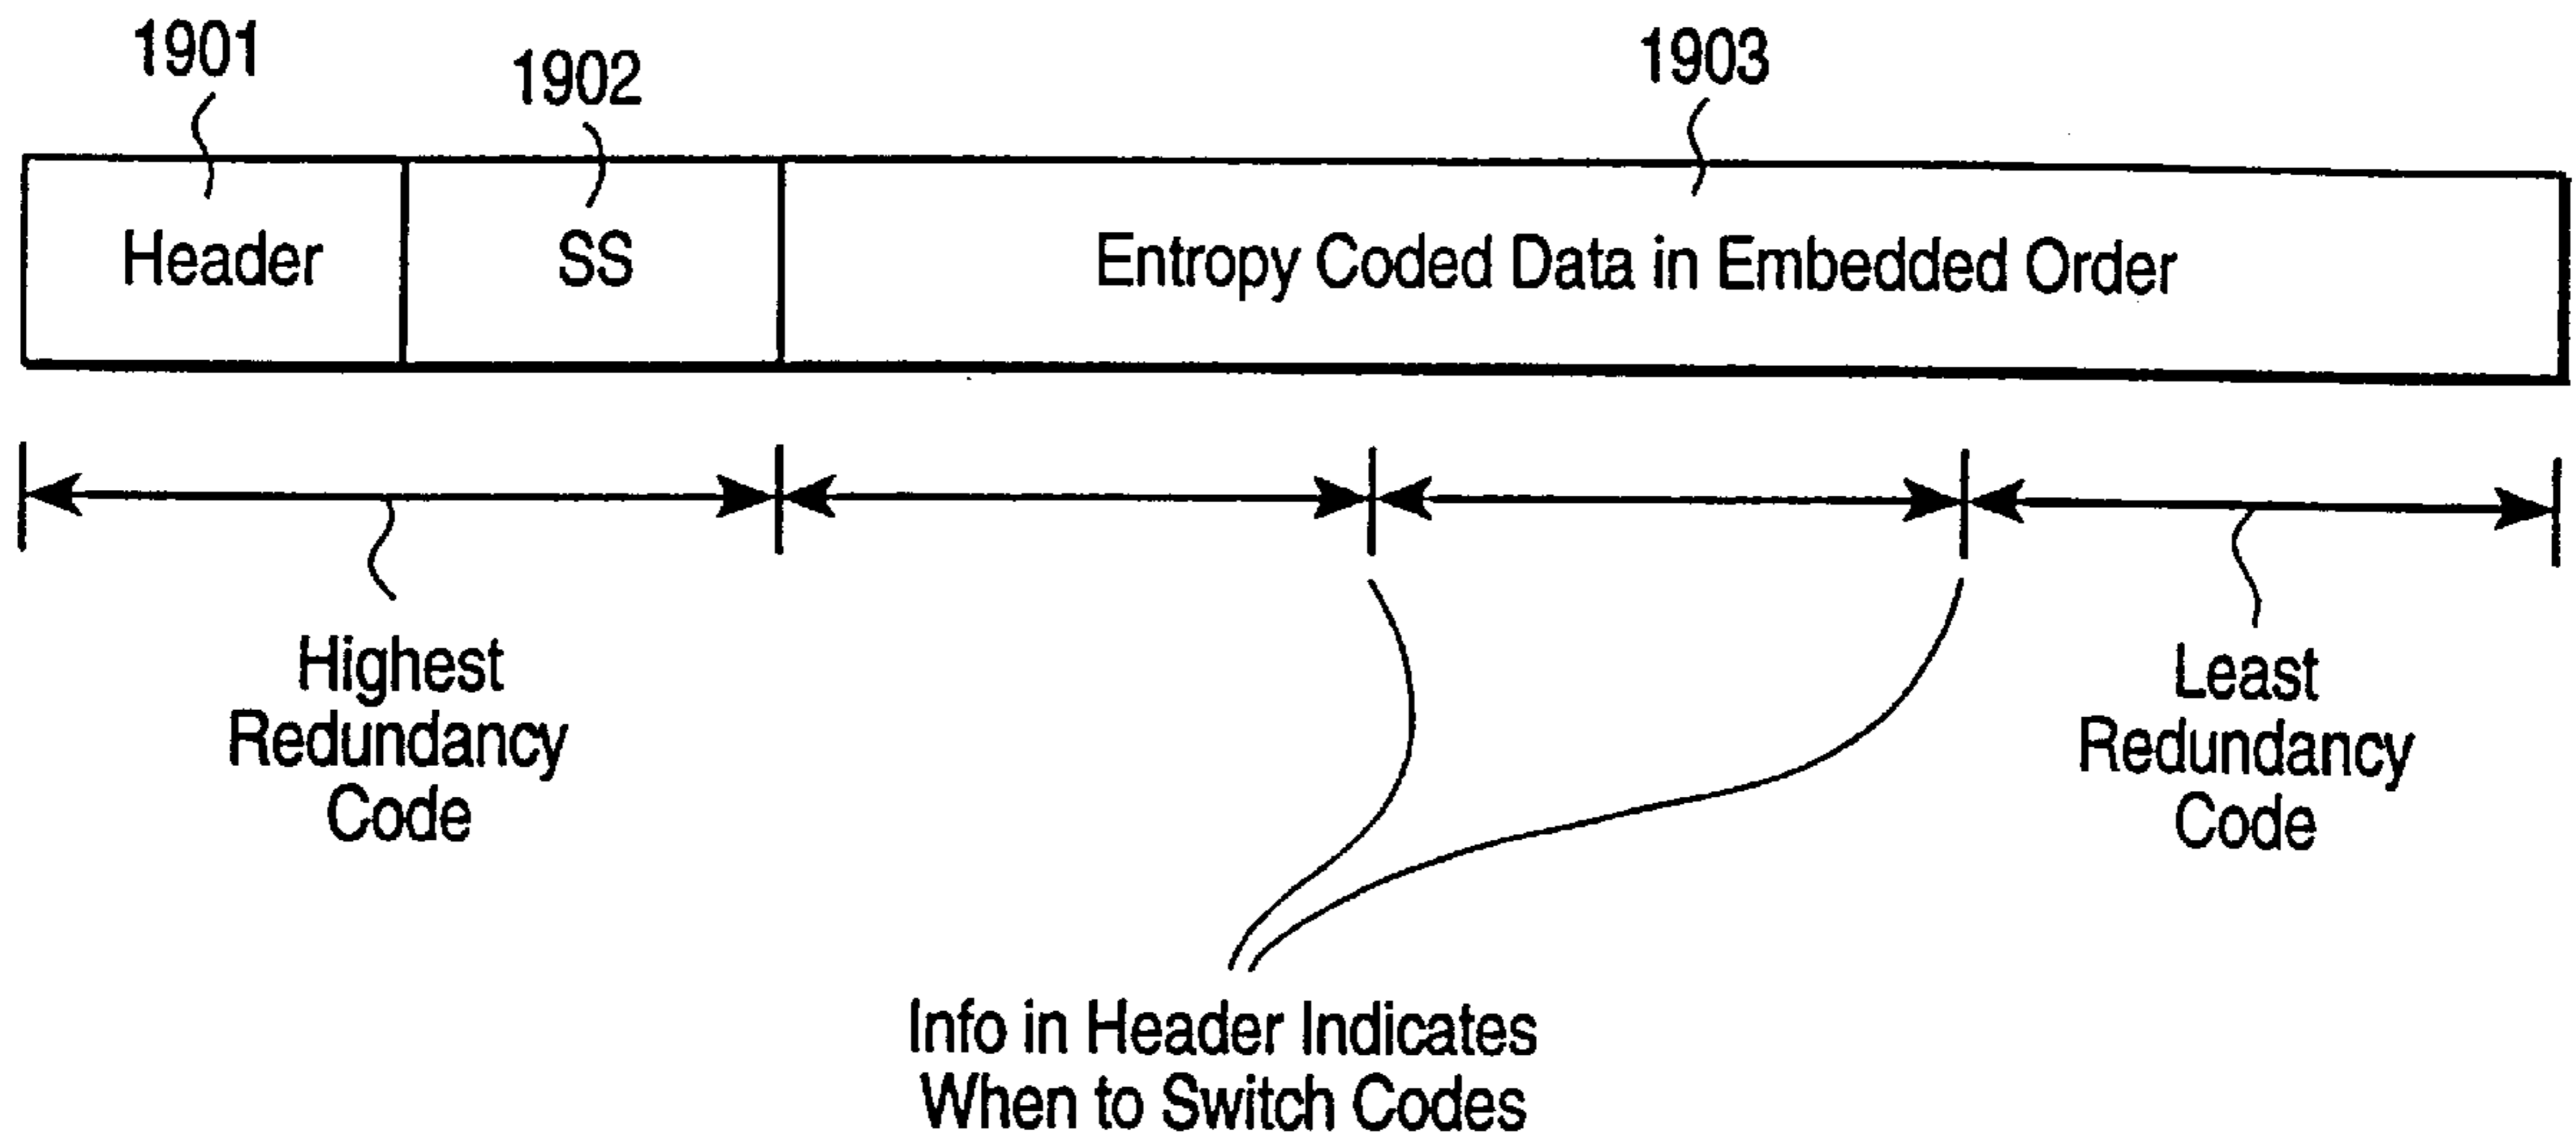 1901
1902
1903
Header
SS
Entropy Coded Data in Embedded Order
Highest
Redundancy
Code
Least
Redundancy
Code
Info in Header Indicates
When to Switch Codes